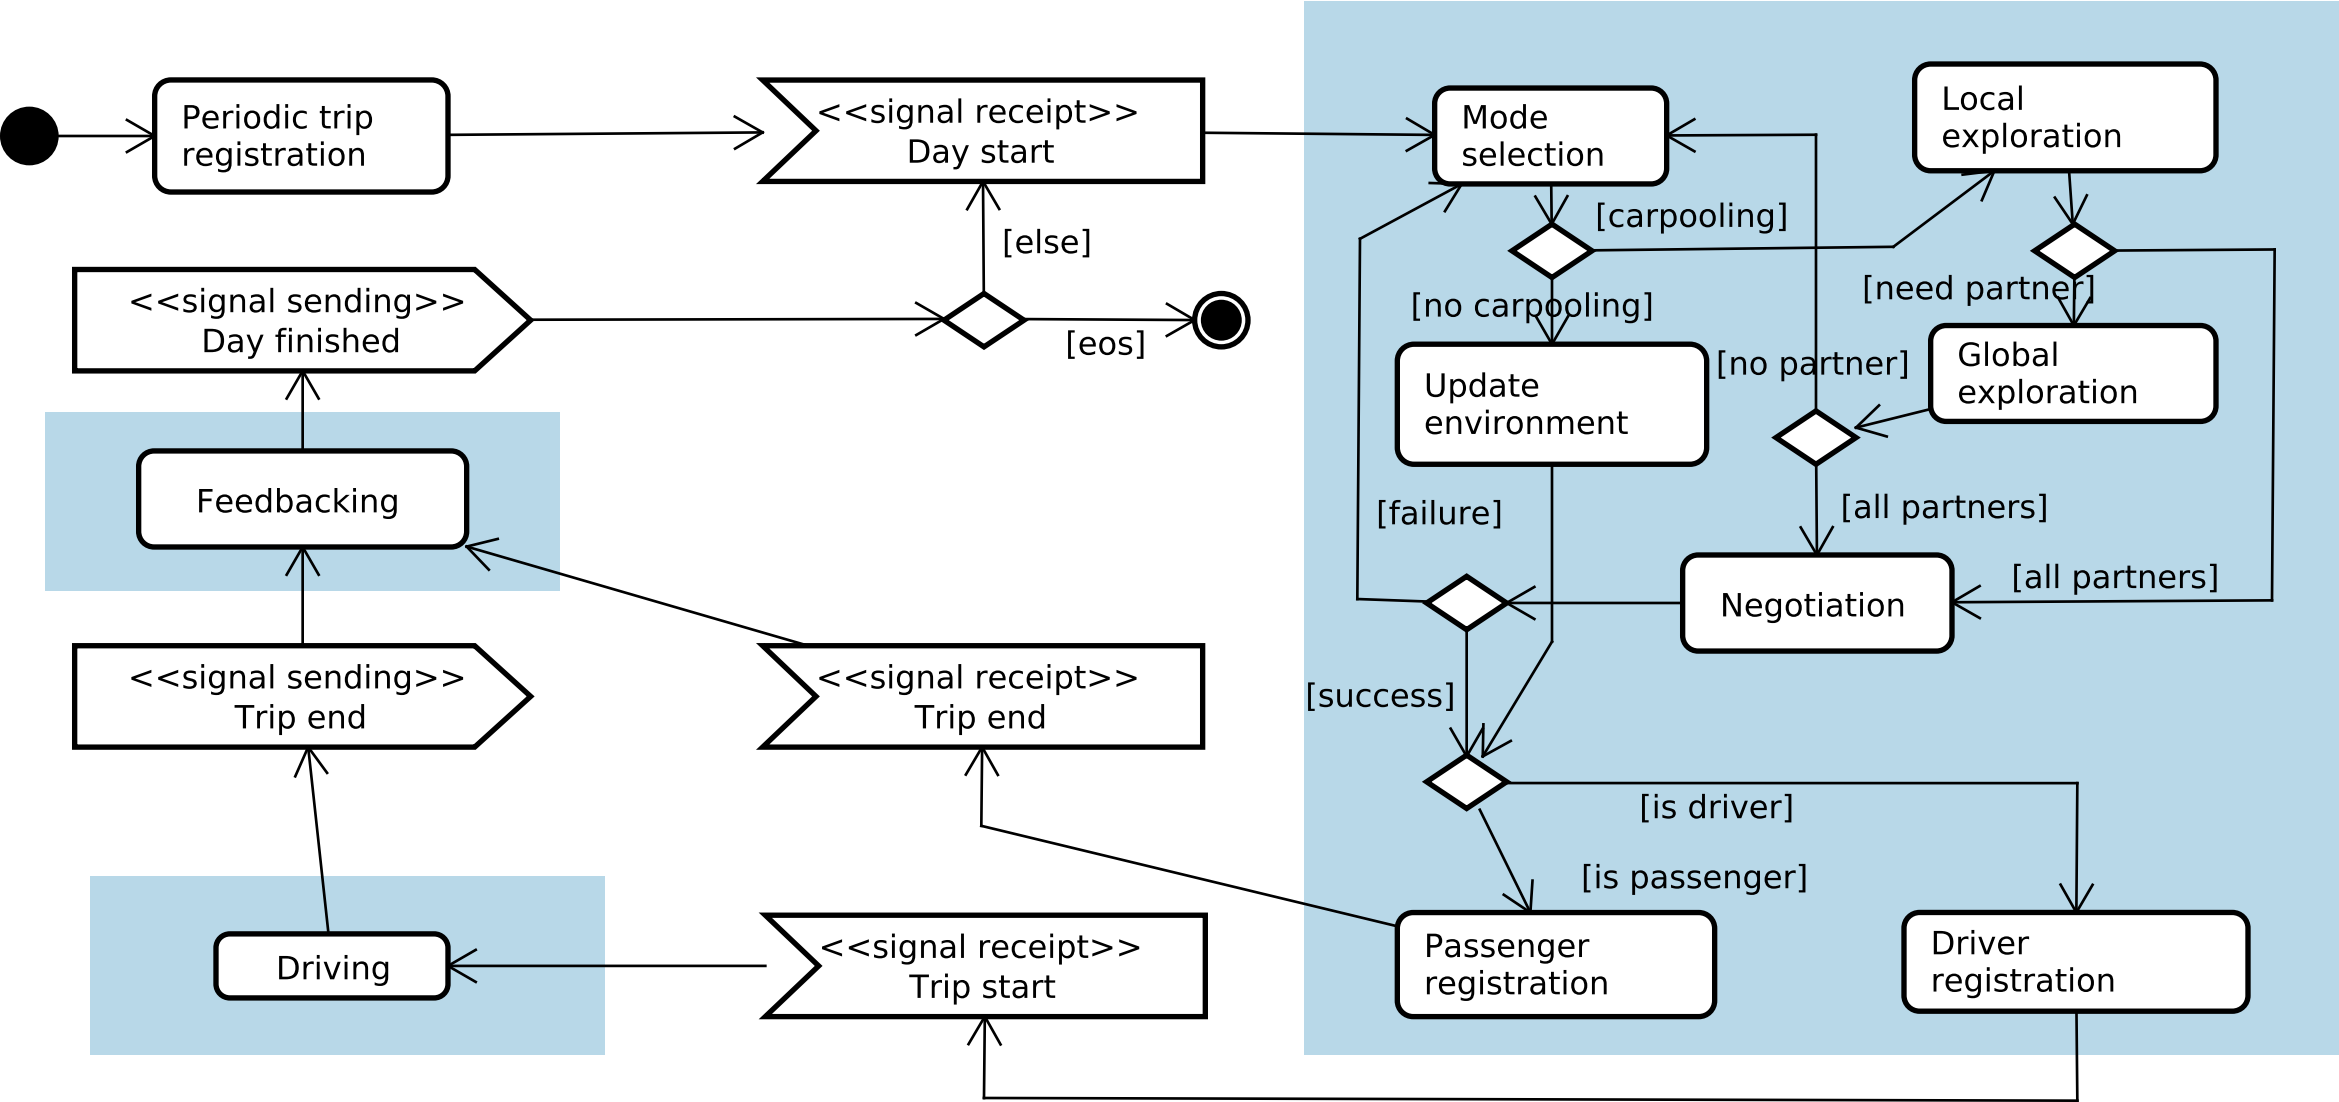 Periodic trip
registration
<<signal receipt>>
Day start
Mode
selection
Local
exploration
[carpooling]
[else]
<<signal sending>>
Day finished
[eos]
[no carpooling]
[need partner]
Update
environment
[no partner]
Global
exploration
Feedbacking
[failure]
[all partners]
[all partners]
Negotiation
<<signal sending>>
Trip end
<<signal receipt>>
Trip end
[success]
[is driver]
[is passenger]
Driving
<<signal receipt>>
Trip start
Passenger
registration
Driver
registration